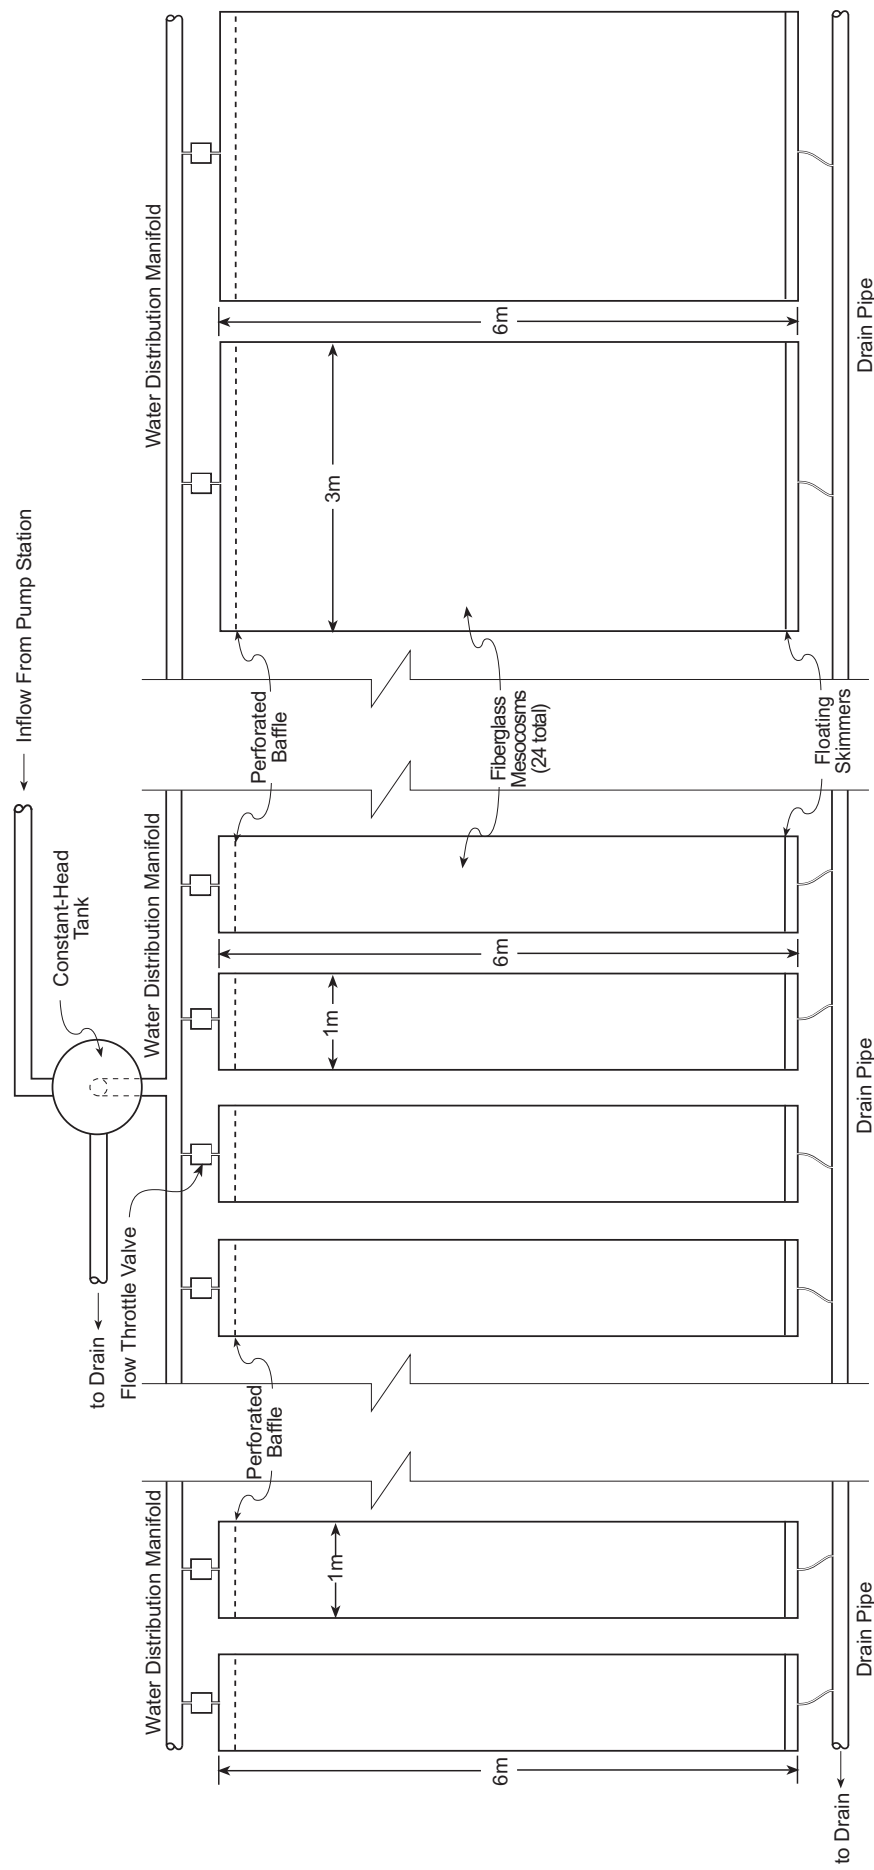 Inflow From Pump Station
Constant-Head
Tank
to Drain
Flow Throttle Valve
Water Distribution Manifold
Water Distribution Manifold
Water Distribution Manifold
Perforated
Baffle
Perforated
Baffle
1m
1m
3m
6m
6m
6m
Fiberglass
Mesocosms
(24 total)
Floating
Skimmers
Drain Pipe
Drain Pipe
Drain Pipe
to Drain